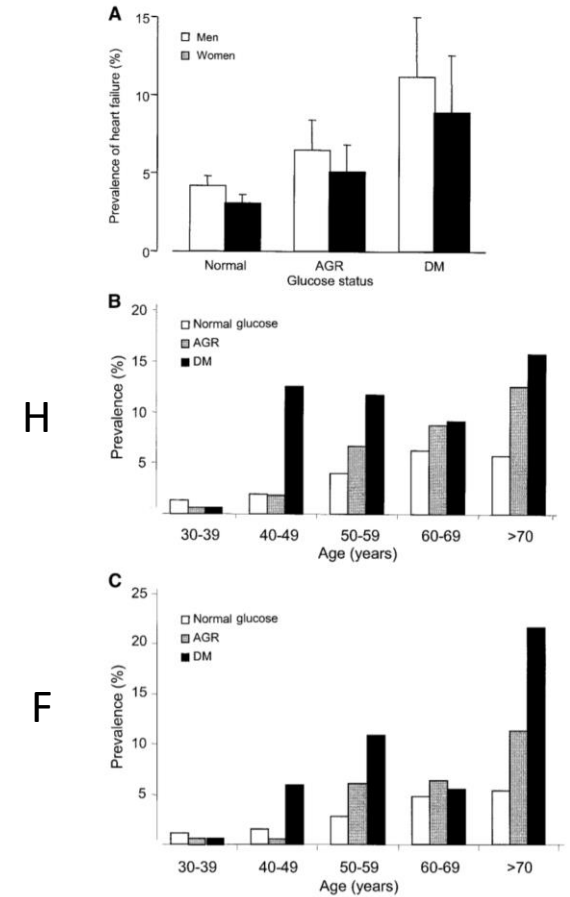 A
15
10
5
0
Prevalence of heart failure (%)
Men
Women
Normal
AGR
DM
Glucose status
H
B
20
15
10
5
Prevalence (%)
Normal glucose
AGR
DM
30-39
40-49
50-59
60-69
>70
Age (years)
F
C
25
20
15
10
5
Prevalence (%)
Normal glucose
AGR
DM
30-39
40-49
50-59
60-69
>70
Age (years)